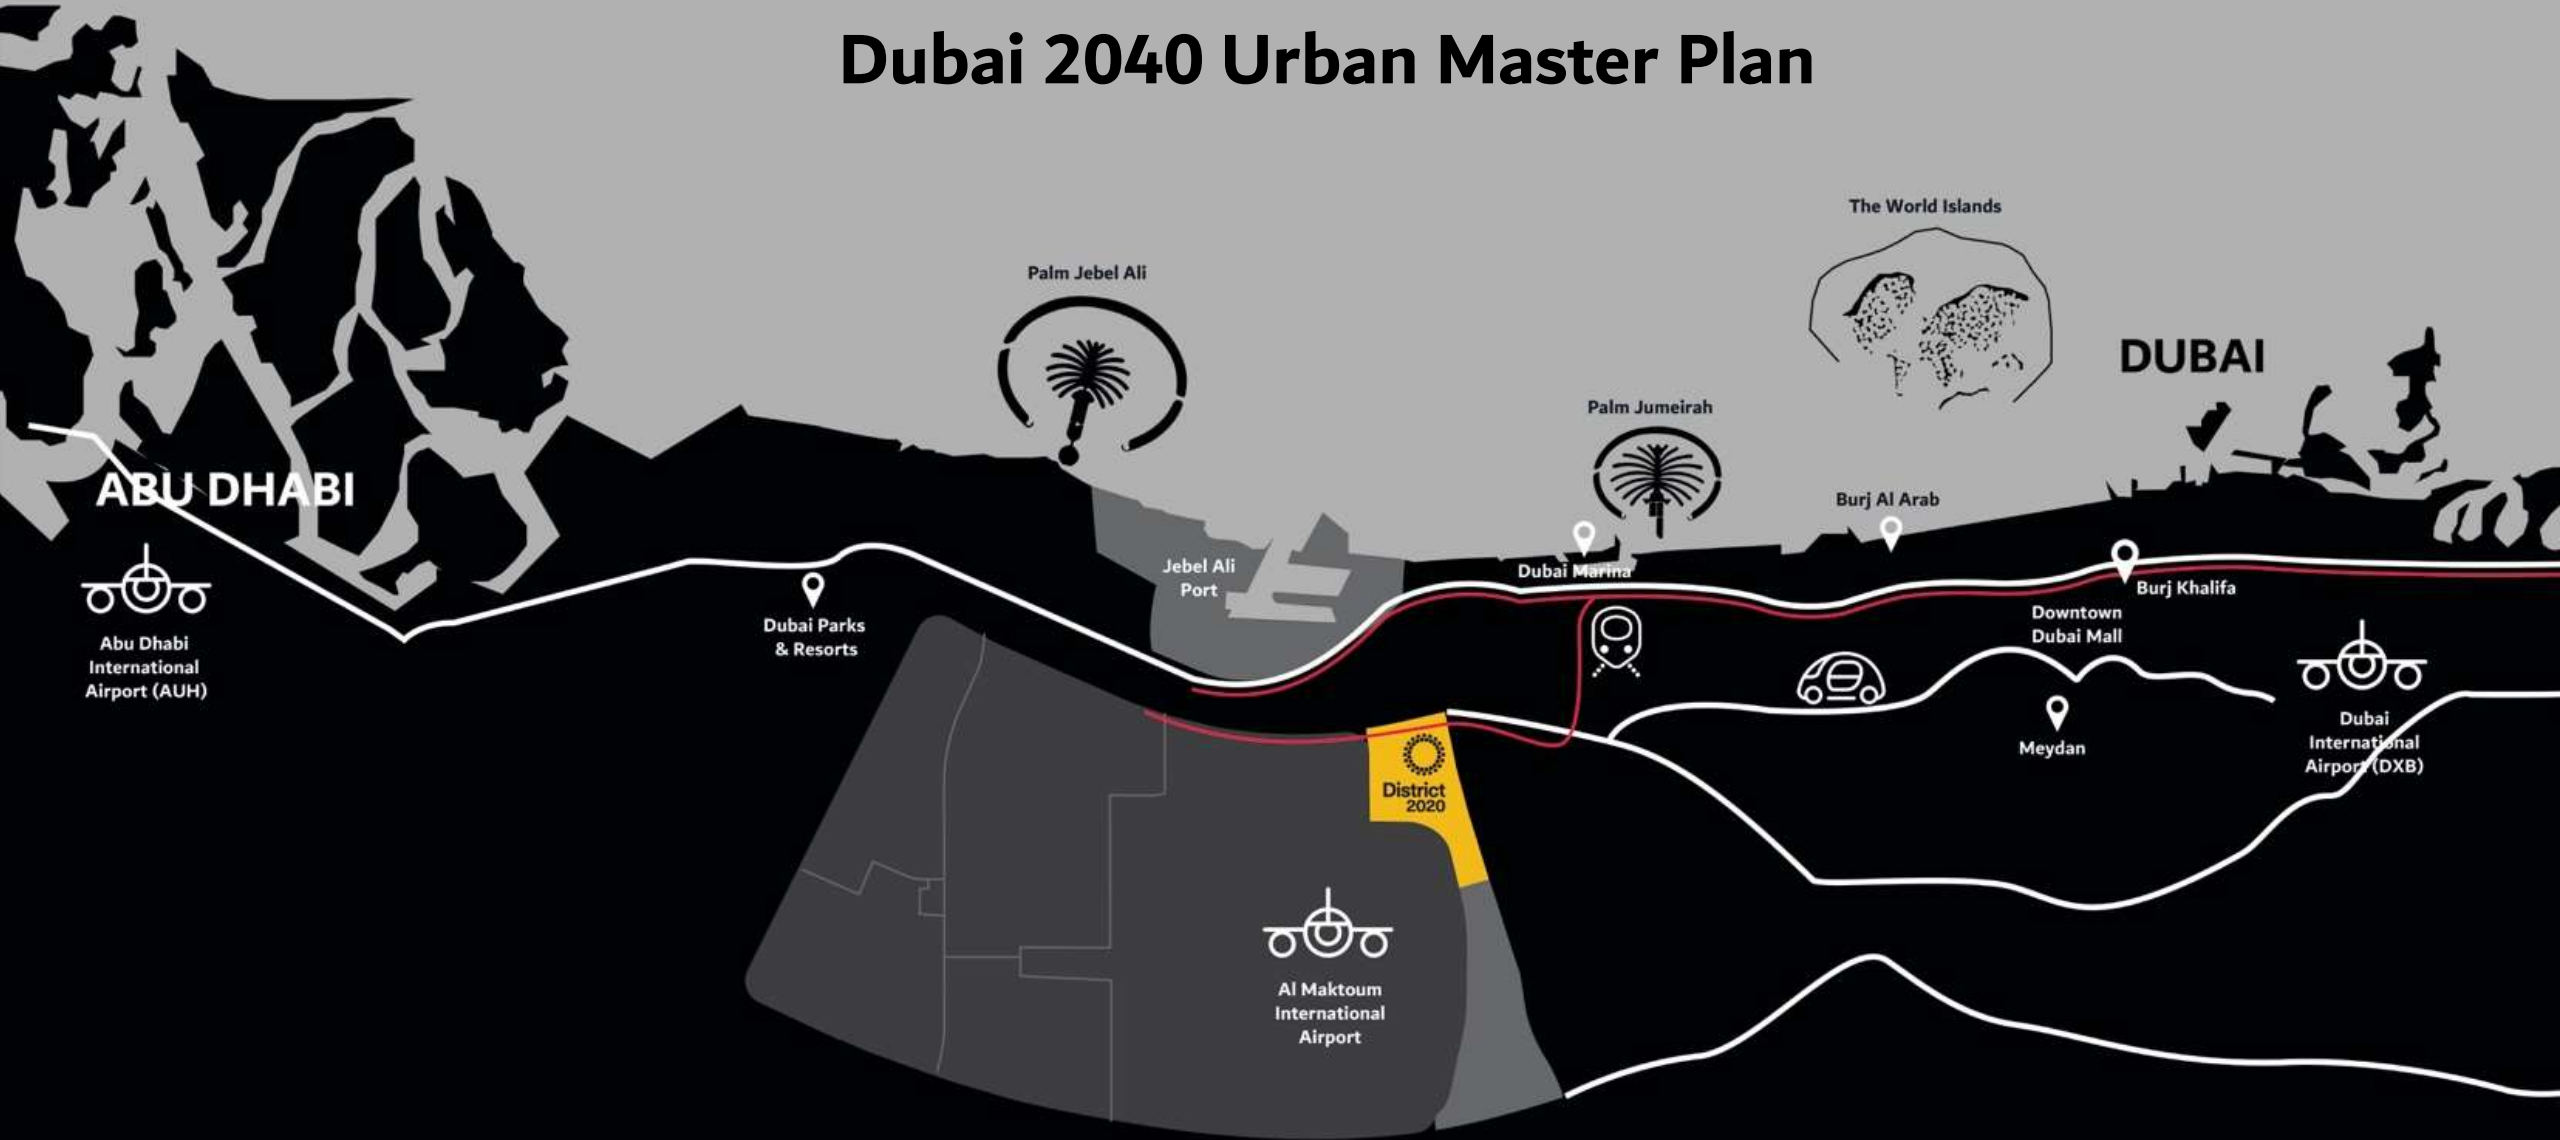 Dubai 2040 Urban Master Plan
The World Islands
Palm Jebel Ali
DUBAI
Palm Jumeirah
ABU DHABI
Burj Al Arab
Jebel Ali
Port
Dubai Marina
Burj Khalifa
Dubai Parks
& Resorts
Downtown
Dubai Mall
Abu Dhabi
International
Airport (AUH)
Meydan
Dubai
International
Airport (DXB)
District
2020
Al Maktoum
International
Airport